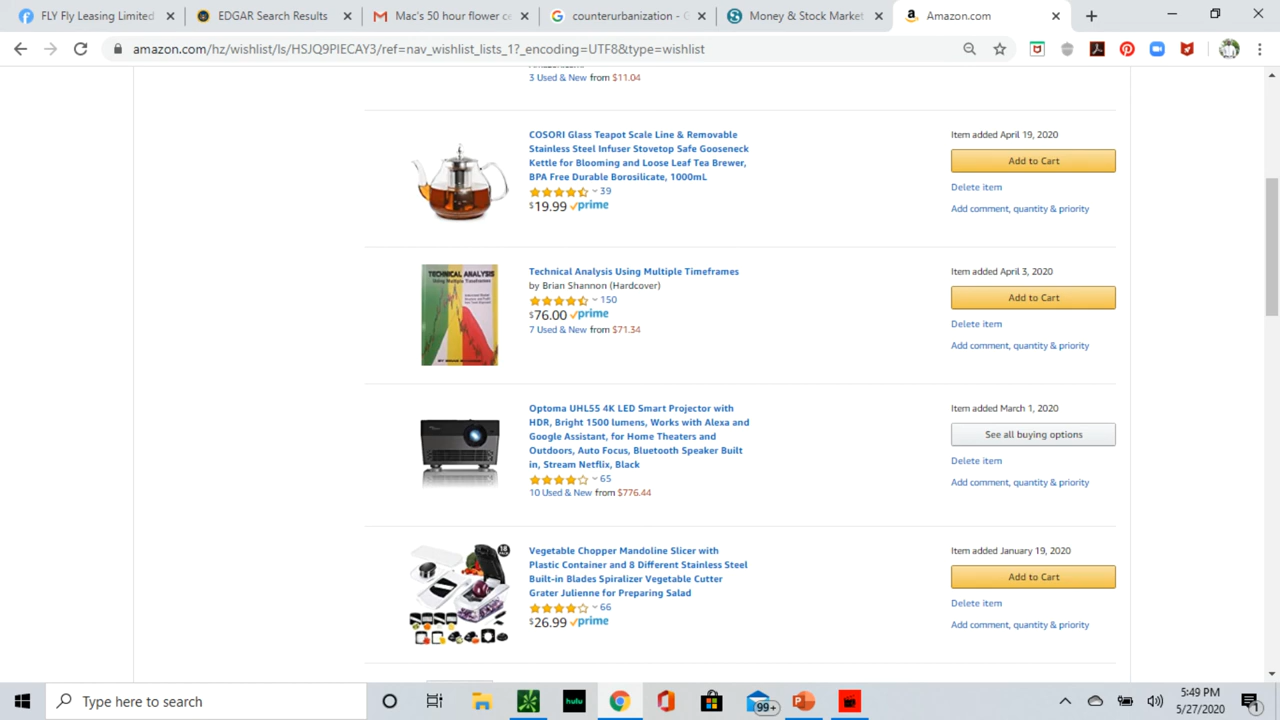 FLY Fly Leasing Limited
EDGAR Search Results
Mac's 50 hour flower c
counterurbanization - G
Money & Stock Market
Amazon.com
amazon.com/hz/wishlist/ls/HSJQ3PIECAY3/ref=nav_wishlist_lists_1?_encoding=UTF8&type=wishlist
3 Used & New from $11.04
COSORI Glass Teapot Scale Line & Removable
Stainless Steel Infuser Stovetop Safe Gooseneck
Kettle for Blooming and Loose Leaf Tea Brewer,
BPA Free Durable Borosilicate, 1000mL
39
$19.99 prime
Item added April 19, 2020
Add to Cart
Delete item
Add comment, quantity & priority
TECHNICAL ANALYSIS
Using Multiple Timeframes
Technical Analysis Using Multiple Timeframes
by Brian Shannon (Hardcover)
150
$76.00 prime
7 Used & New from $71.34
Item added April 3, 2020
Add to Cart
Delete item
Add comment, quantity & priority
Optoma UHL55 4K LED Smart Projector with
HDR, Bright 1500 lumens, Works with Alexa and
Google Assistant, for Home Theaters and
Outdoors, Auto Focus, Bluetooth Speaker Built
in, Stream Netflix, Black
65
10 Used & New from $776.44
Item added March 1, 2020
See all buying options
Delete item
Add comment, quantity & priority
Vegetable Chopper Mandoline Slicer with
Plastic Container and 8 Different Stainless Steel
Built-in Blades Spiralizer Vegetable Cutter
Grater Julienne for Preparing Salad
66
$26.99 prime
Item added January 19, 2020
Add to Cart
Delete item
Add comment, quantity & priority
Type here to search
hulu
99+
5:49 PM
5/27/2020